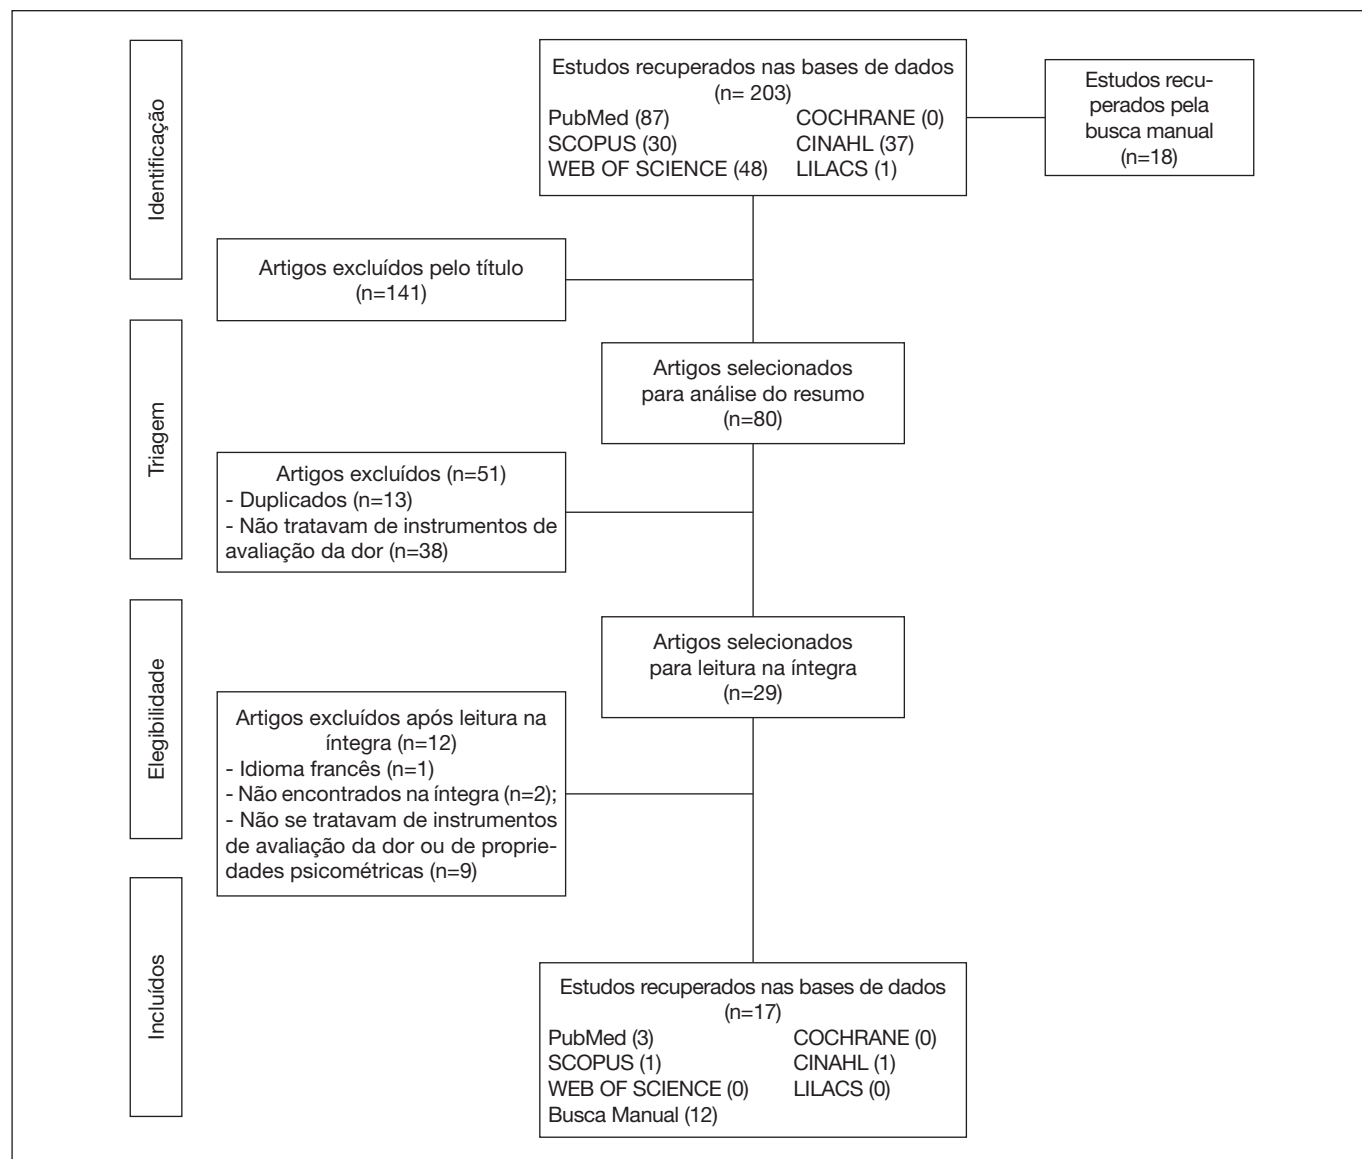 Identificação
Estudos recuperados nas bases de dados
(n= 203)
PubMed (87) COCHRANE (0)
SCOPUS (30) CINAHL (37)
WEB OF SCIENCE (48) LILACS (1)
Estudos recu-
perados pela
busca manual
(n=18)
Artigos excluídos pelo título
(n=141)
Triagem
Artigos selecionados
para análise do resumo
(n=80)
Artigos excluídos (n=51)
- Duplicados (n=13)
- Não tratavam de instrumentos de
avaliação da dor (n=38)
Elegibilidade
Artigos selecionados
para leitura na íntegra
(n=29)
Artigos excluídos após leitura na
íntegra (n=12)
- Idioma francês (n=1)
- Não encontrados na íntegra (n=2);
- Não se tratavam de instrumentos
de avaliação da dor ou de proprie-
dades psicométricas (n=9)
Incluídos
Estudos recuperados nas bases de dados
(n=17)
PubMed (3) COCHRANE (0)
SCOPUS (1) CINAHL (1)
WEB OF SCIENCE (0) LILACS (0)
Busca Manual (12)